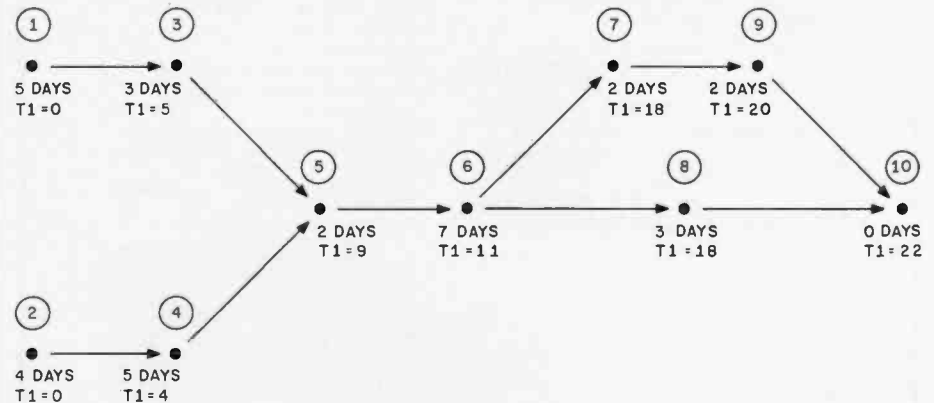 1
3
7
9
5 DAYS
T1=0
3 DAYS
T1=5
2 DAYS
T1=18
2 DAYS
T1=20
5
6
8
10
2 DAYS
T1=9
7 DAYS
T1=11
3 DAYS
T1=18
0 DAYS
T1=22
2
4
4 DAYS
T1=0
5 DAYS
T1=4